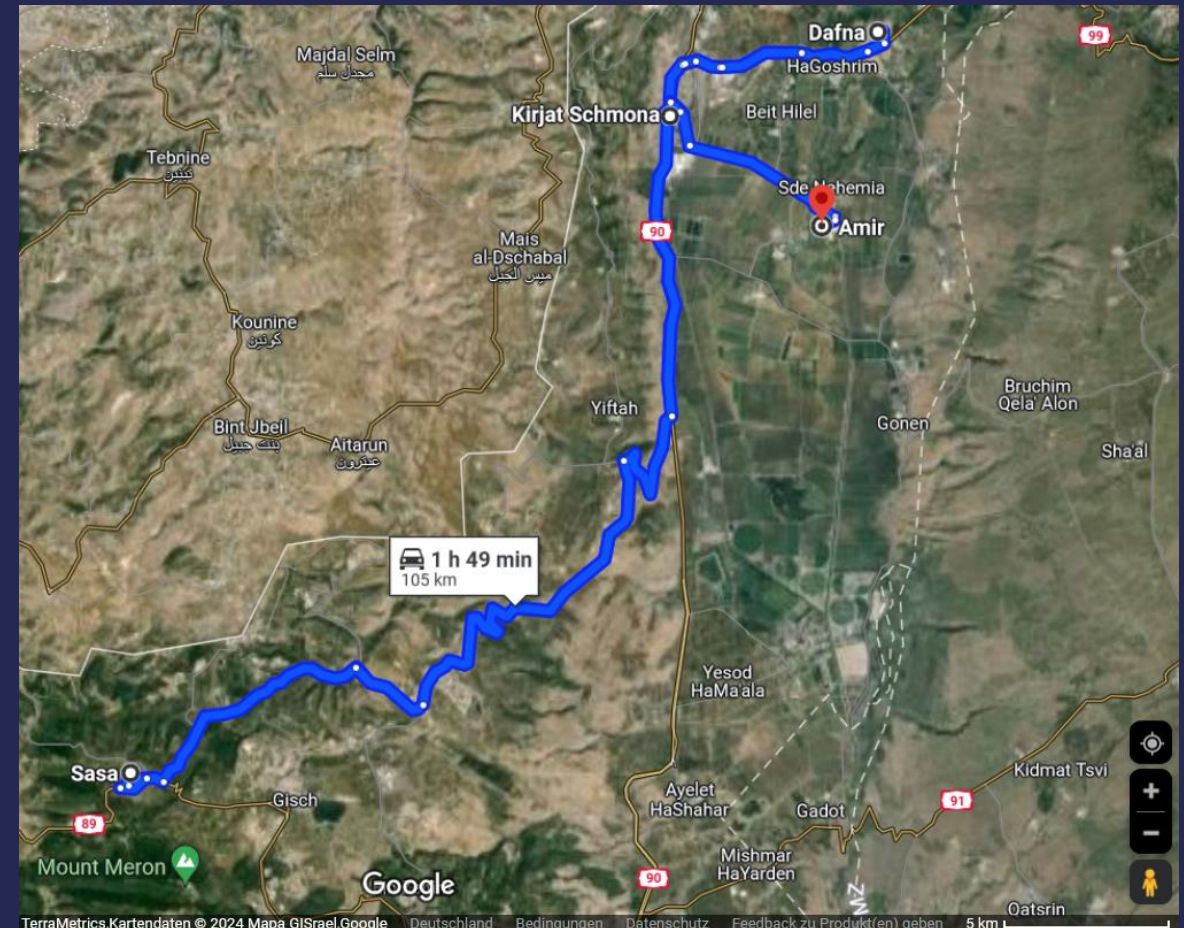 Dafna
99
Majdal Selm
مجدل سلم
HaGoshrim
Kirjat Schmona
Beit Hilel
Tebnine
تبنين
Sde Nehemia
Amir
90
Mais
al-Dschabal
ميس الجبل
Kounine
كونين
Bruchim
Qela' Alon
Yiftah
Gonen
Bint Jbeil
بنت جبيل
Aitarun
عيترون
Sha'al
1 h 49 min
105 km
Yesod
HaMa'ala
Sasa
Kidmat Tsvi
Gisch
Ayelet
HaShahar
Gadot
91
89
Mishmar
HaYarden
Mount Meron
90
Google
MZ
Qatsrin
TerraMetrics,Kartendaten © 2024 Mapa GISrael,Google Deutschland Bedingungen Datenschutz Feedback zu Produkt(en) geben 5 km